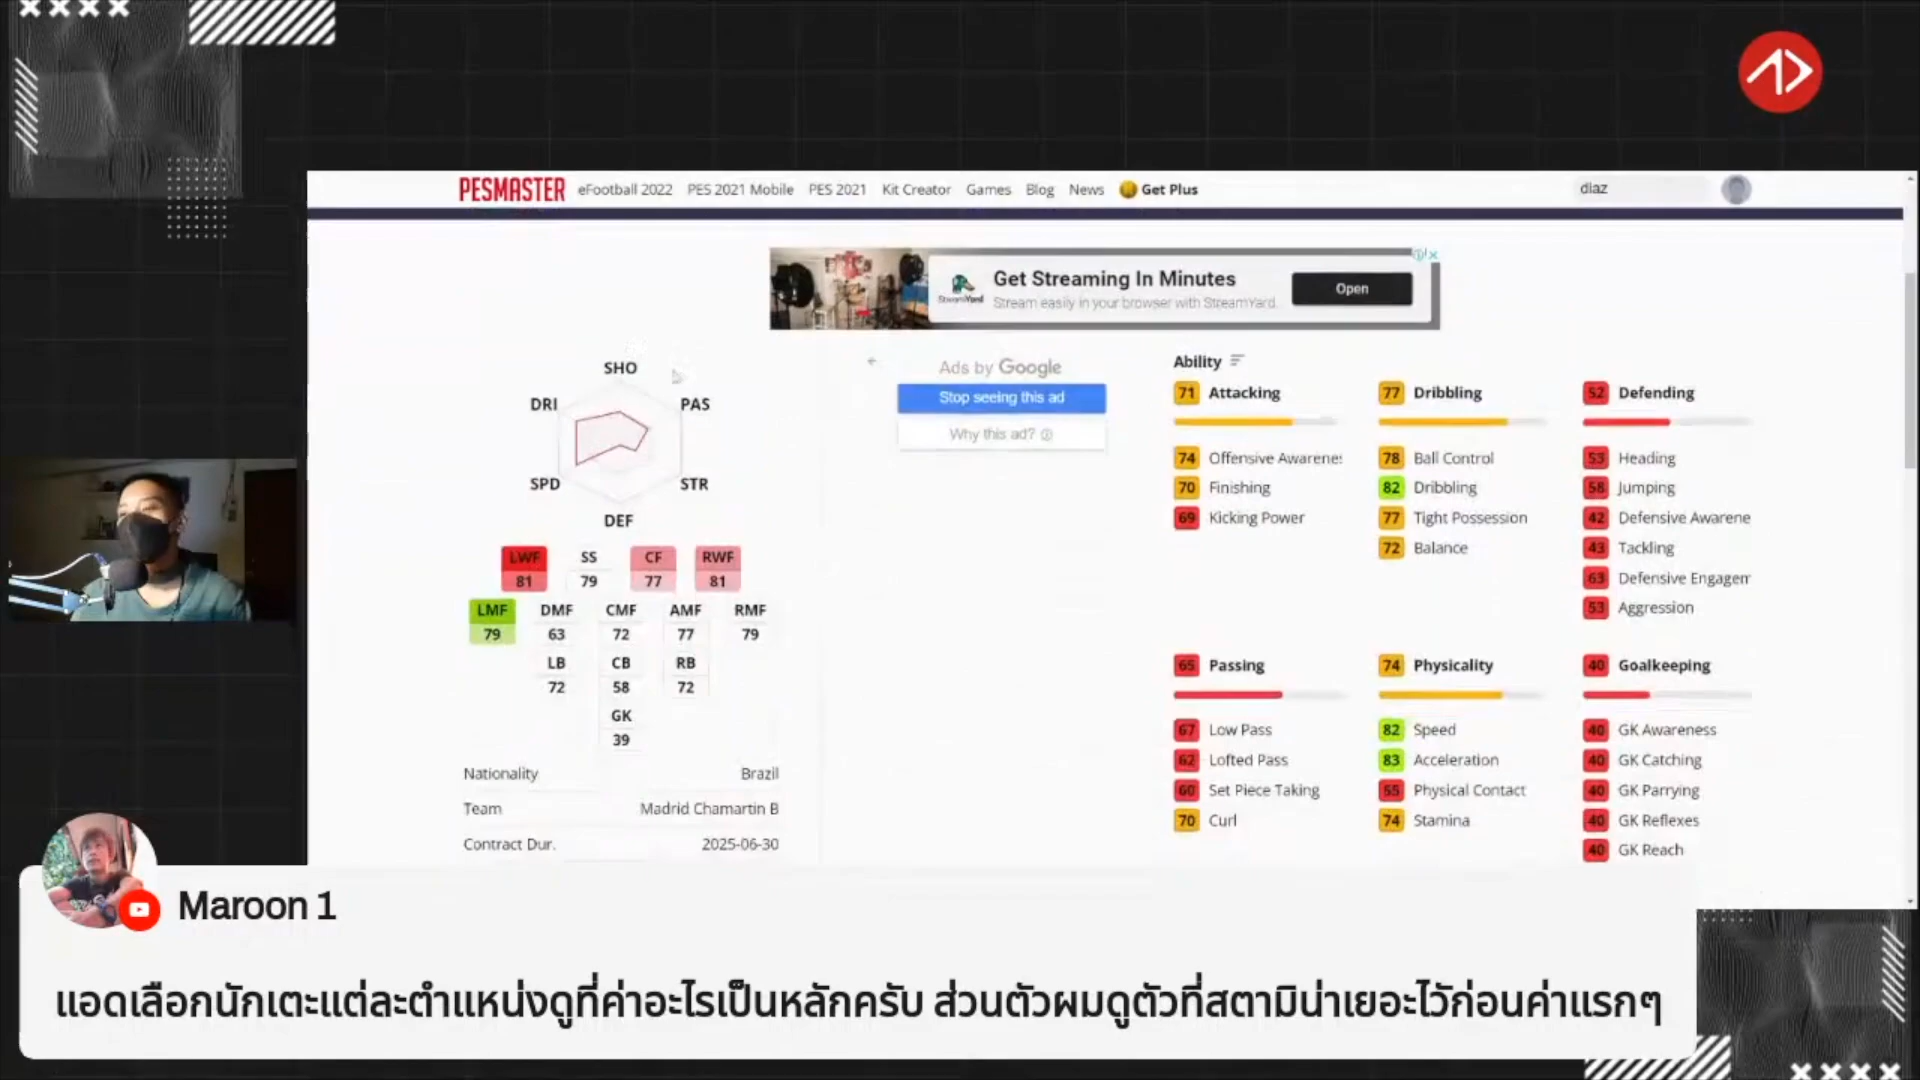 PESMASTER eFootball 2022 PES 2021 Mobile PES 2021 Kit Creator Games Blog News Get Plus diaz
Get Streaming In Minutes
StreamYard Stream easily in your browser with StreamYard. Open
Ads by Google
Stop seeing this ad
Why this ad?
SHO
DRI PAS
SPD STR
DEF
LWF SS CF RWF
81 79 77 81
LMF DMF CMF AMF RMF
79 63 72 77 79
LB CB RB
72 58 72
GK
39
Nationality Brazil
Team Madrid Chamartin B
Contract Dur. 2025-06-30
Ability
71 Attacking
74 Offensive Awarenes
70 Finishing
69 Kicking Power
77 Dribbling
78 Ball Control
82 Dribbling
77 Tight Possession
72 Balance
52 Defending
53 Heading
58 Jumping
42 Defensive Awarene
43 Tackling
63 Defensive Engagem
53 Aggression
65 Passing
67 Low Pass
62 Lofted Pass
60 Set Piece Taking
70 Curl
74 Physicality
82 Speed
83 Acceleration
55 Physical Contact
74 Stamina
40 Goalkeeping
40 GK Awareness
40 GK Catching
40 GK Parrying
40 GK Reflexes
40 GK Reach
Maroon 1
แอดเลือกนักเตะแต่ละตำแหน่งดูที่ค่าอะไรเป็นหลักครับ ส่วนตัวผมดูตัวที่สตามิน่าเยอะไว้ก่อนค่าแรกๆ